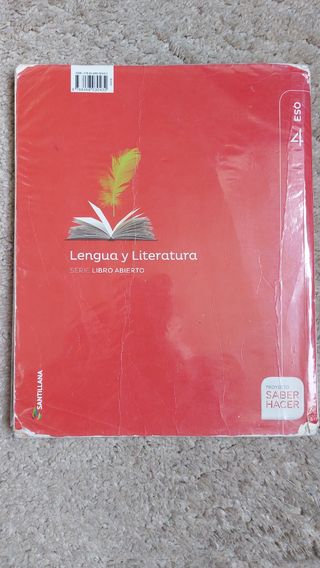 4 ESO
Lengua y Literatura
SERIE LIBRO ABIERTO
SANTILLANA
PROYECTO
SABER
HACER